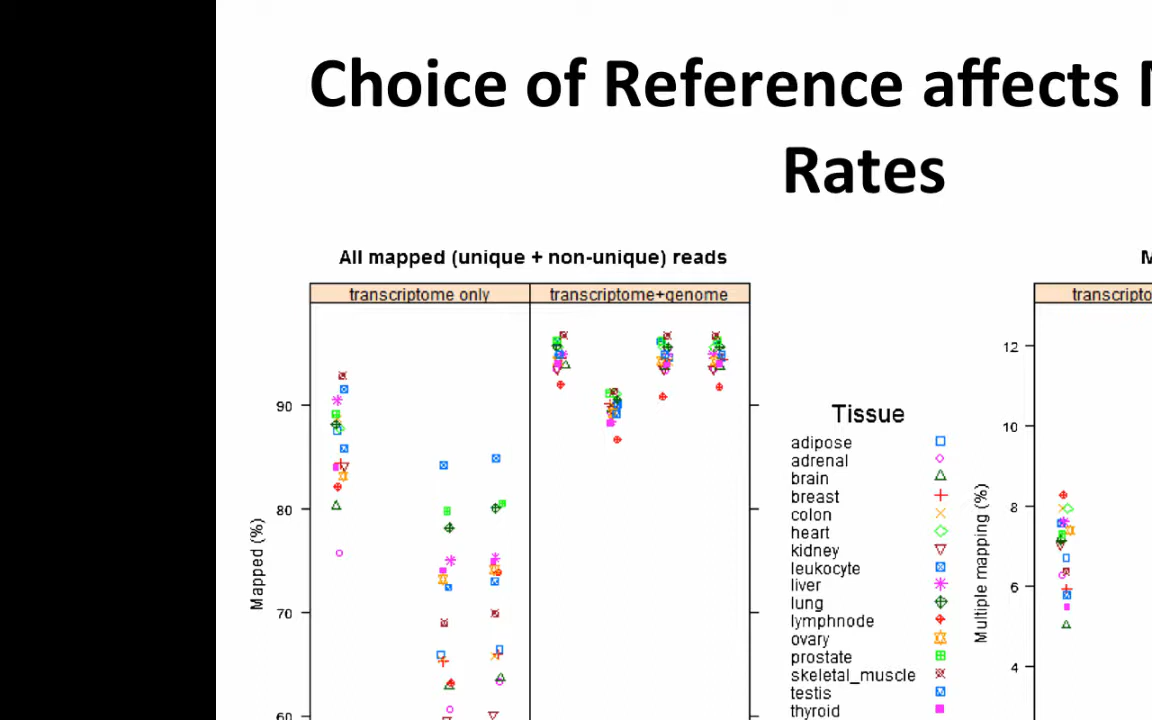 Choice of Reference affects
Rates
All mapped (unique + non-unique) reads
transcriptome only
transcriptome+genome
90
80
70
60
Mapped (%)
Tissue
adipose
adrenal
brain
breast
colon
heart
kidney
leukocyte
liver
lung
lymphnode
ovary
prostate
skeletal_muscle
testis
thyroid
M
transcripto
12
10
8
6
4
Multiple mapping (%)